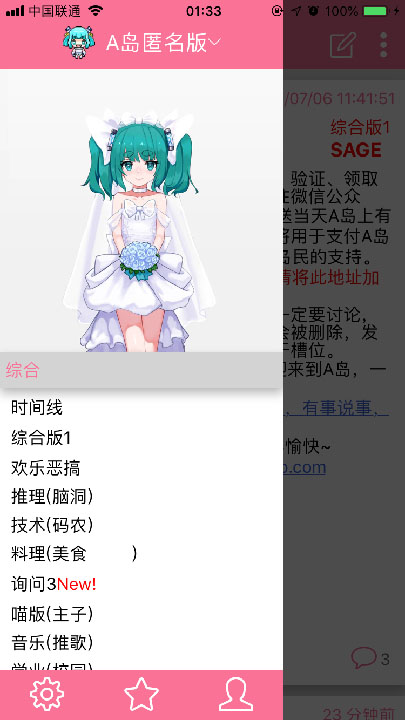 中国联通 01:33 100%
A岛匿名版
/07/06 11:41:51
综合版1
SAGE
验证、领取
微信公众
当天A岛上有
将用于支付A岛
岛民的支持。
请将此地址加
一定要讨论，
会被删除，发
槽位。
来到A岛，一
，有事说事，
愉快~
.com
综合
时间线
综合版1
欢乐恶搞
推理(脑洞)
技术(码农)
料理(美食 )
询问3New!
喵版(主子)
音乐(推歌)
学业(校园)
3
23 分钟前